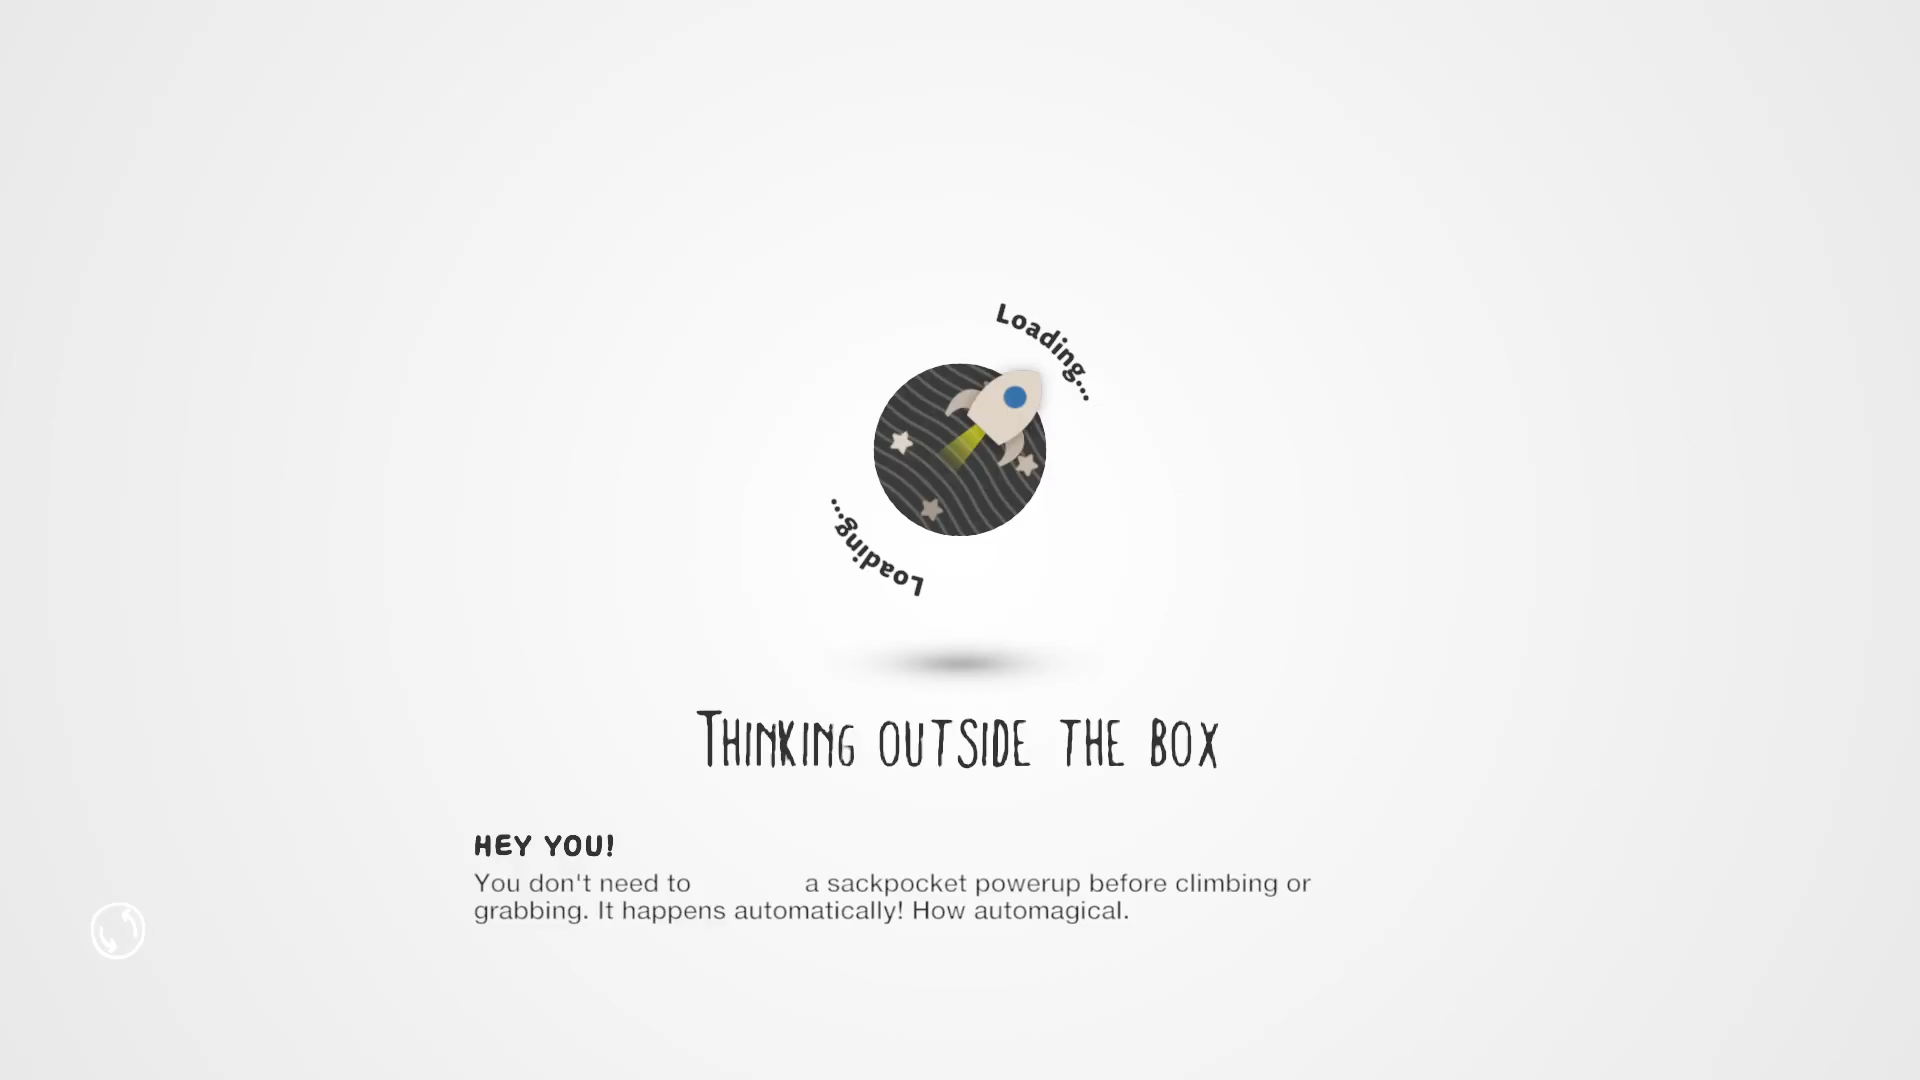 Loading...
Loading...
Thinking outside the box
HEY YOU!
You don't need to a sackpocket powerup before climbing or
grabbing. It happens automatically! How automagical.